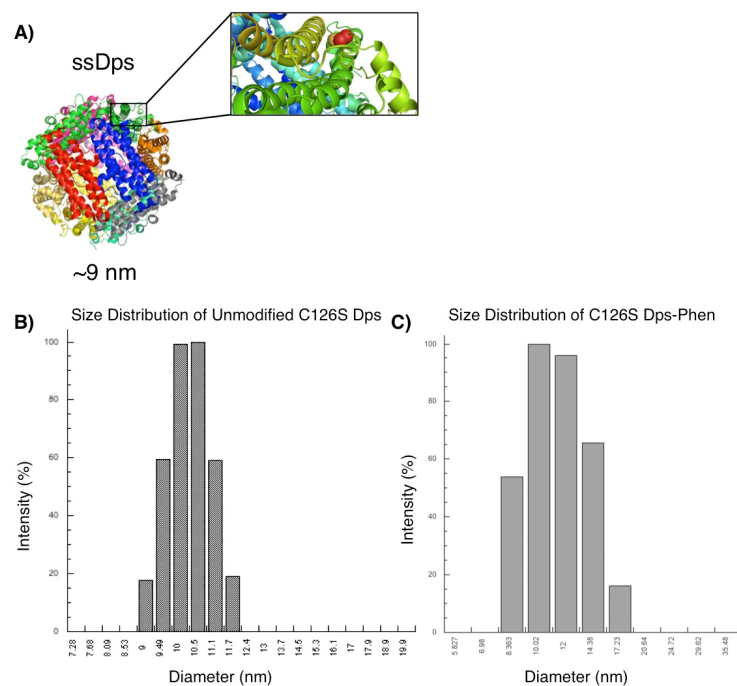 A)
ssDps
~9 nm
B)
Size Distribution of Unmodified C126S Dps
C)
Size Distribution of C126S Dps-Phen
Intensity (%)
100
80
60
40
20
0
7.28 7.68 8.09 8.53 9 9.49 10 10.5 11.1 11.7 12.4 13 13.7 14.5 15.3 16.1 17 17.9 18.9 19.9
Diameter (nm)
Intensity (%)
100
80
60
40
20
0
5.827 6.98 8.363 10.02 12 14.38 17.23 20.64 24.72 29.62 35.48
Diameter (nm)